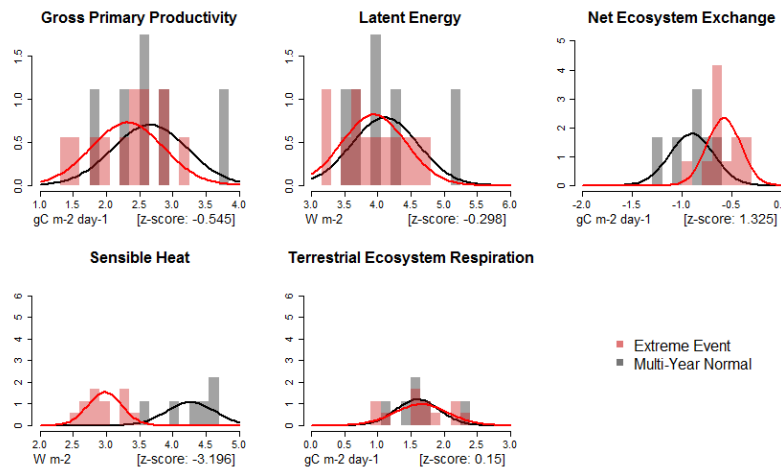 Gross Primary Productivity
0.0 0.5 1.0 1.5
1.0 1.5 2.0 2.5 3.0 3.5 4.0
gC m-2 day-1 [z-score: -0.545]
Latent Energy
0.0 0.5 1.0 1.5
3.0 3.5 4.0 4.5 5.0 5.5 6.0
W m-2 [z-score: -0.298]
Net Ecosystem Exchange
0 1 2 3 4 5
-2.0 -1.5 -1.0 -0.5 0.0
gC m-2 day-1 [z-score: 1.325]
Sensible Heat
0 1 2 3 4 5 6
2.0 2.5 3.0 3.5 4.0 4.5 5.0
W m-2 [z-score: -3.196]
Terrestrial Ecosystem Respiration
0 1 2 3 4 5 6
0.0 0.5 1.0 1.5 2.0 2.5 3.0
gC m-2 day-1 [z-score: 0.15]
Extreme Event
Multi-Year Normal